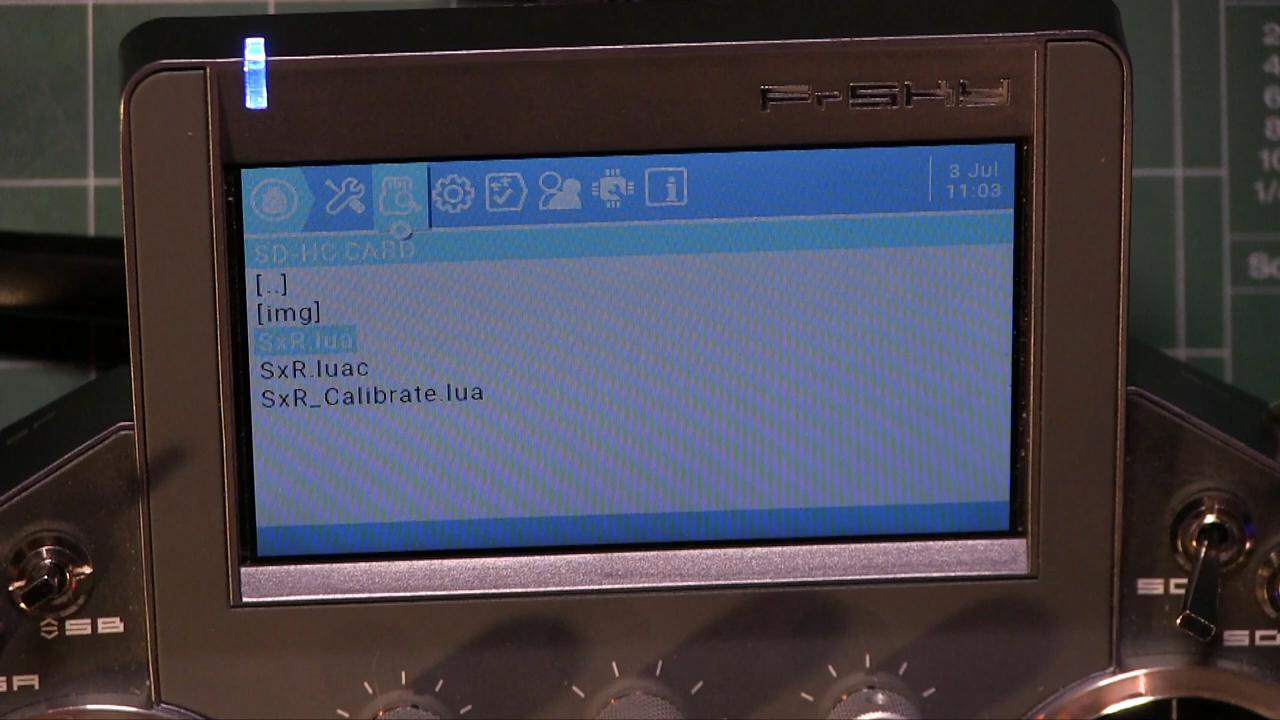 FrSKY
3 Jul
11:03
SD-HC CARD
[..]
[img]
SxR.lua
SxR.luac
SxR_Calibrate.lua
SB